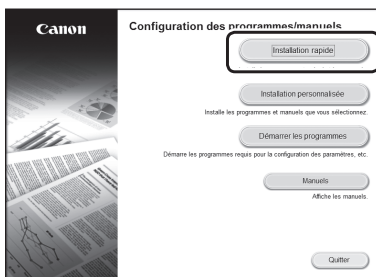 Canon
Configuration des programmes/manuels
Installation rapide
Installation personnalisée
Installe les programmes et manuels que vous sélectionnez.
Démarrer les programmes
Démarre les programmes requis pour la configuration des paramètres, etc.
Manuels
Affiche les manuels.
Quitter